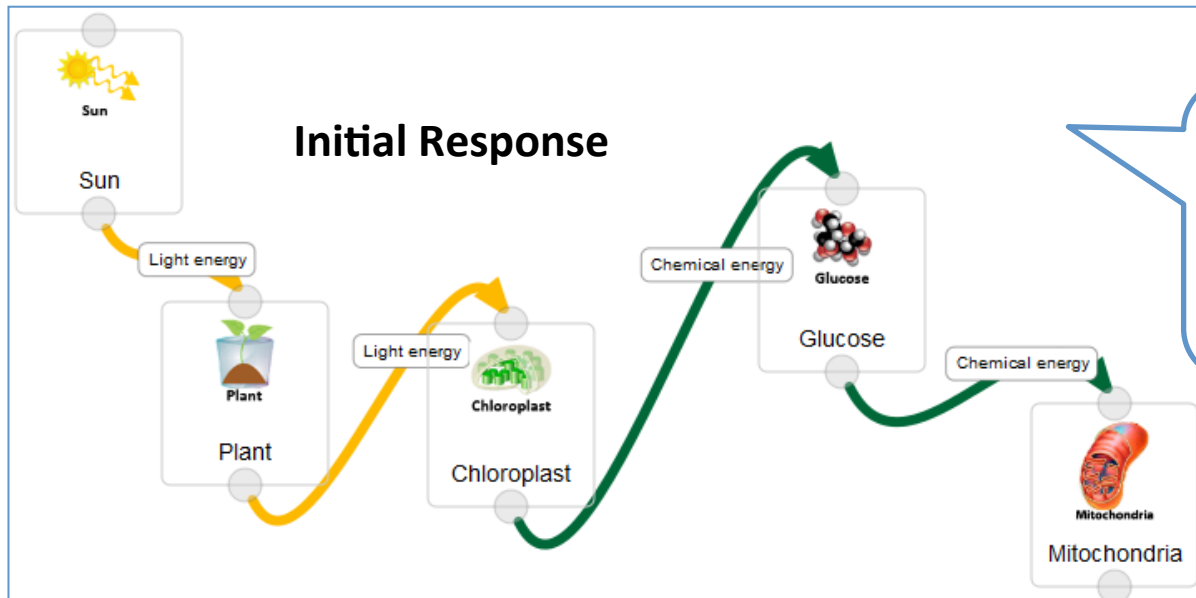 Initial Response
Sun
Sun
Light energy
Plant
Plant
Light energy
Chloroplast
Chloroplast
Chemical energy
Glucose
Glucose
Chemical energy
Mitochondria
Mitochondria